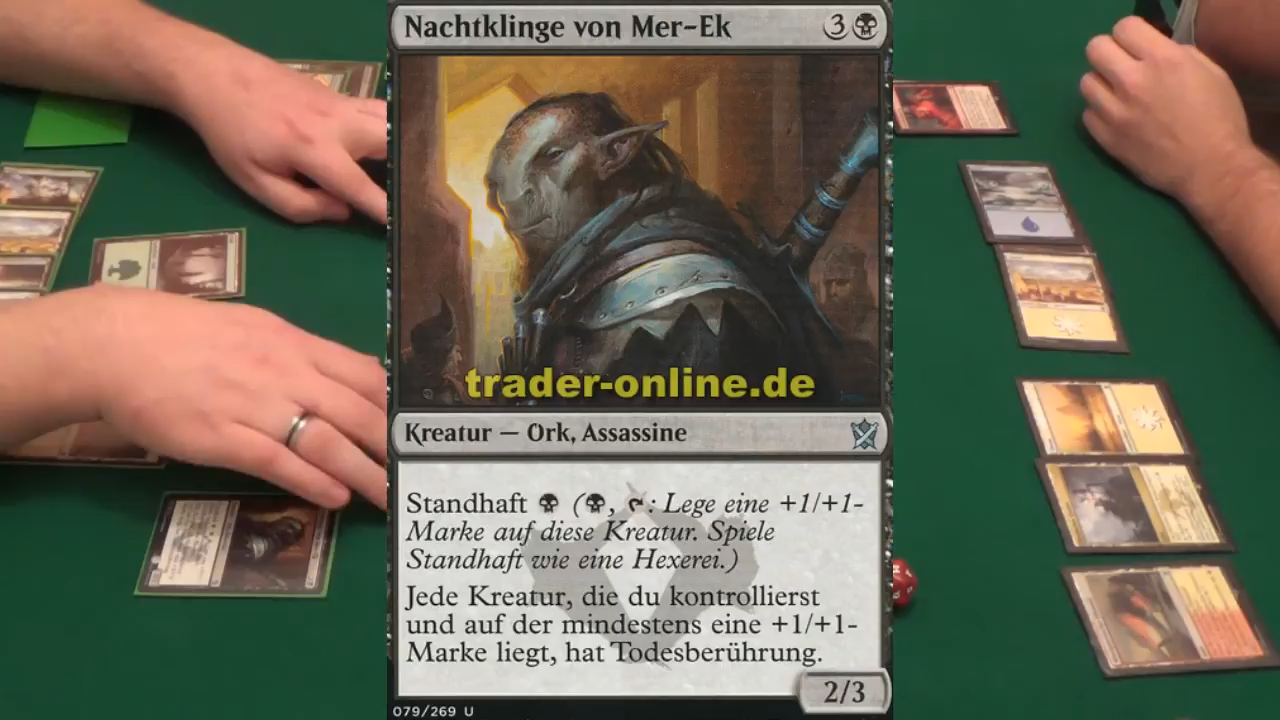 Nachtklinge von Mer-Ek
3
trader-online.de
Kreatur — Ork, Assassine
Standhaft (, : Lege eine +1/+1-
Marke auf diese Kreatur. Spiele
Standhaft wie eine Hexerei.)
Jede Kreatur, die du kontrollierst
und auf der mindestens eine +1/+1-
Marke liegt, hat Todesberührung.
2/3
079/269 U